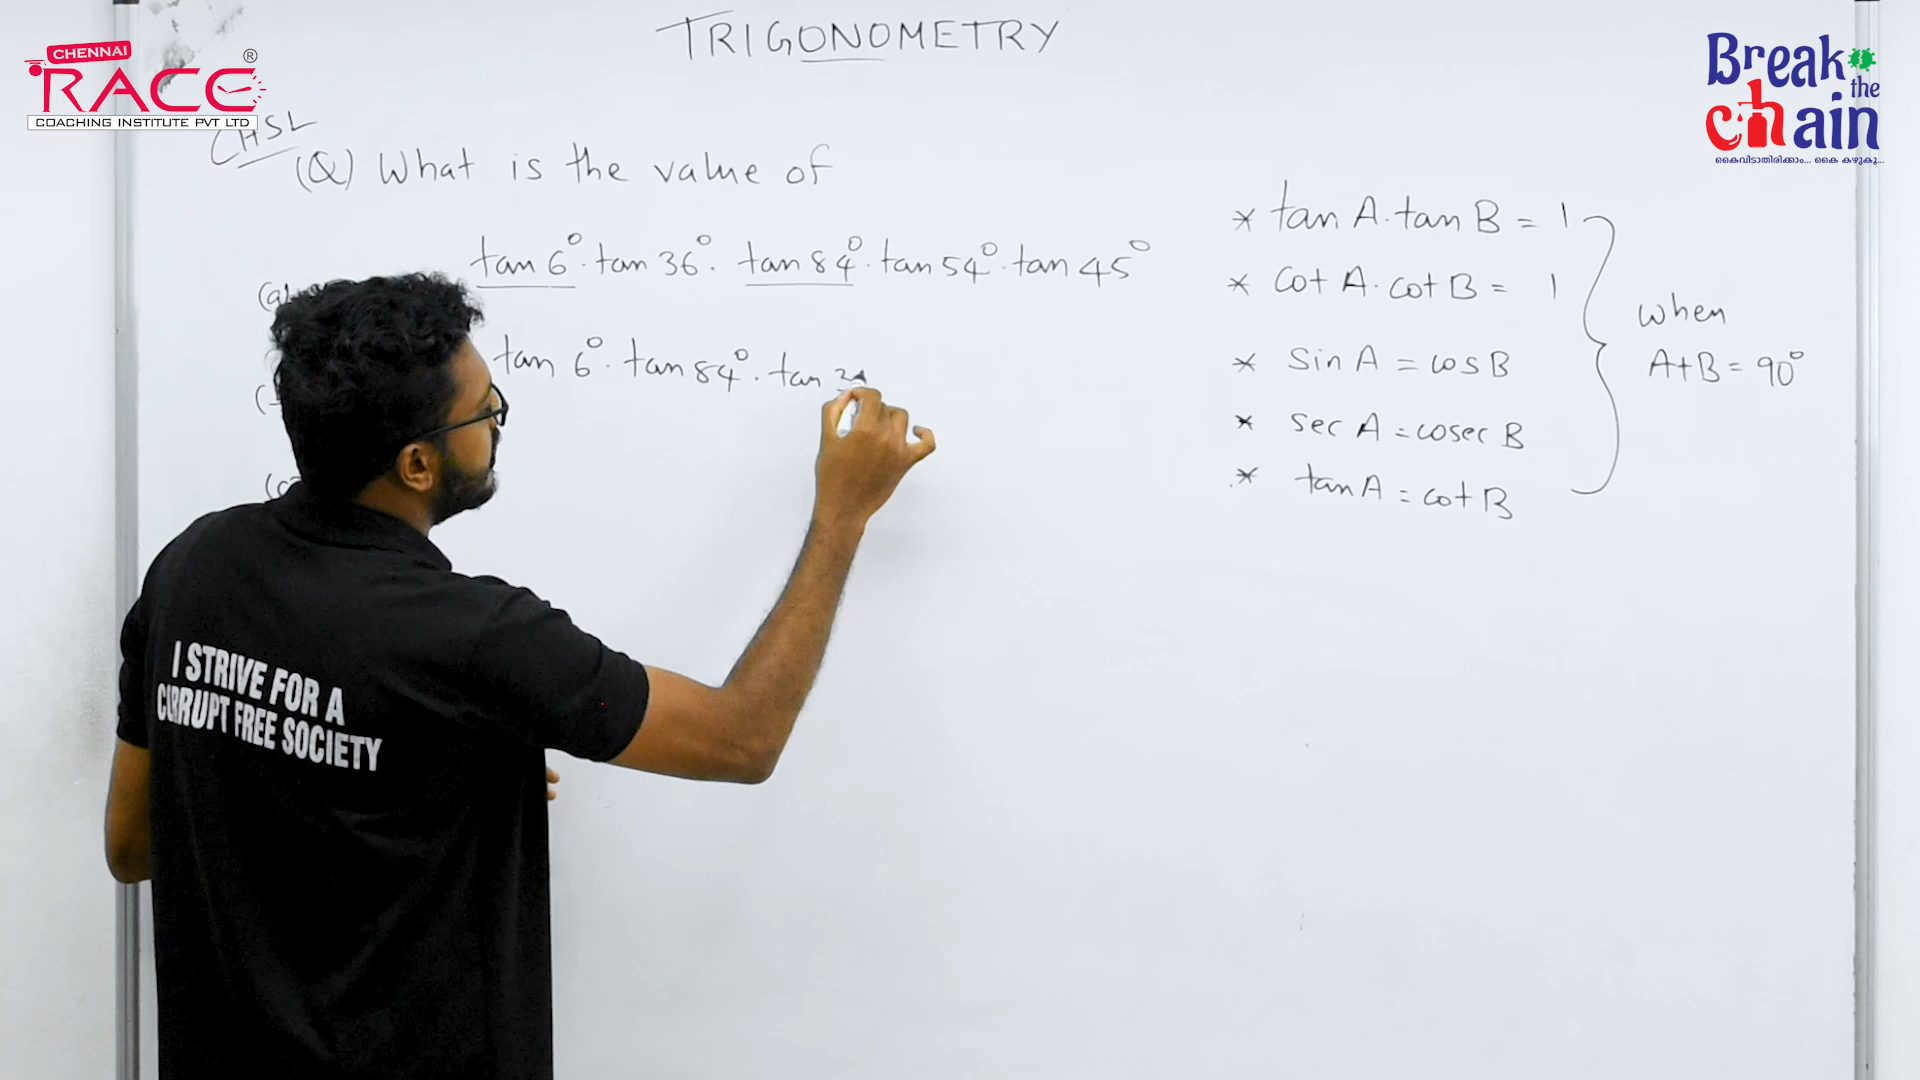 TRIGONOMETRY
CHENNAI
RACE ®
COACHING INSTITUTE PVT LTD
Break
the
chain
കൈവിടാതിരിക്കാം... കൈ കഴുകൂ...
CHSL
(Q) What is the value of
tan 6° · tan 36° · tan 84° · tan 54° · tan 45°
(a)
tan 6° · tan 84° · tan
* tan A · tan B = 1
* cot A · cot B = 1
* sin A = cos B
* sec A = cosec B
* tan A = cot B
when
A+B = 90°
I STRIVE FOR A
CURRUPT FREE SOCIETY